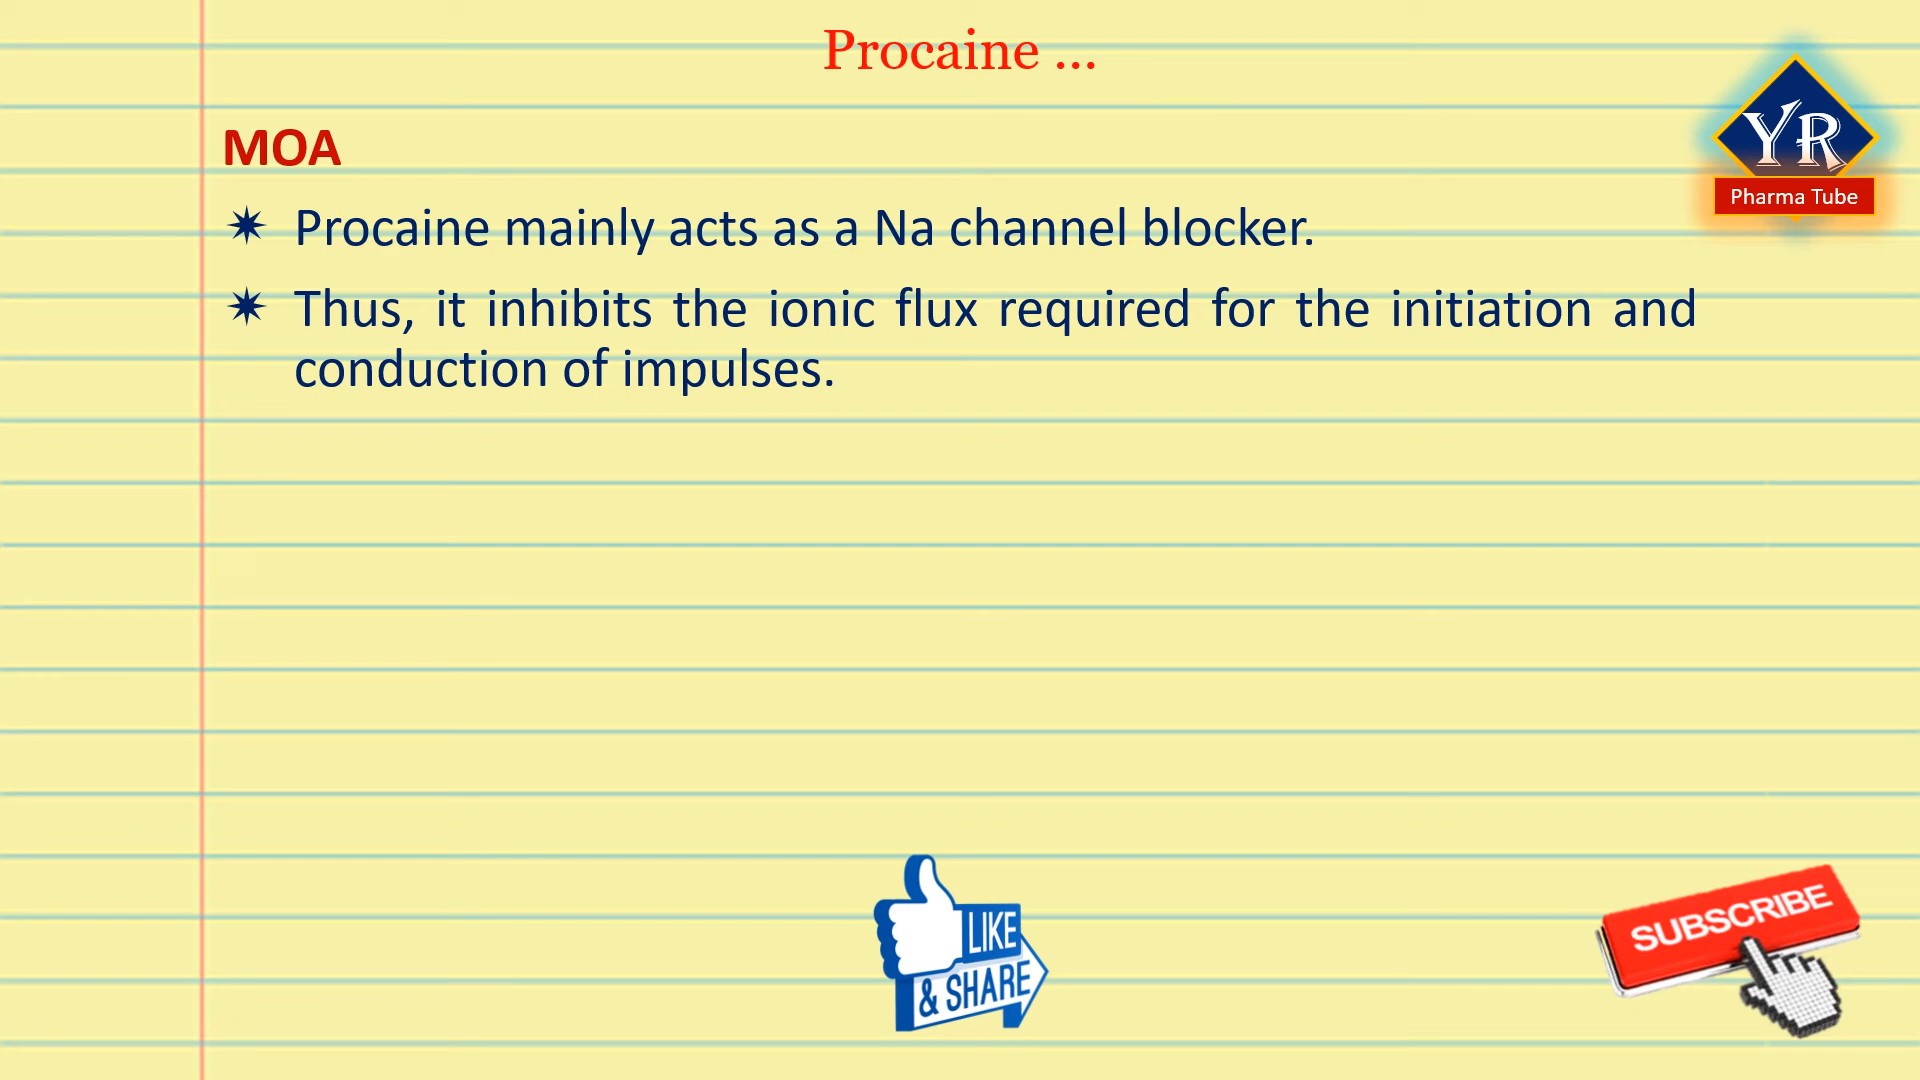 Procaine ...
MOA
✷ Procaine mainly acts as a Na channel blocker.
✷ Thus, it inhibits the ionic flux required for the initiation and
conduction of impulses.
YR
Pharma Tube
LIKE
& SHARE
SUBSCRIBE